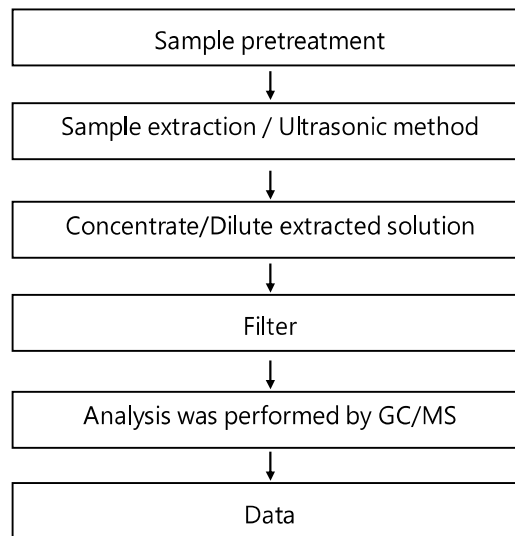 Sample pretreatment
Sample extraction / Ultrasonic method
Concentrate/Dilute extracted solution
Filter
Analysis was performed by GC/MS
Data